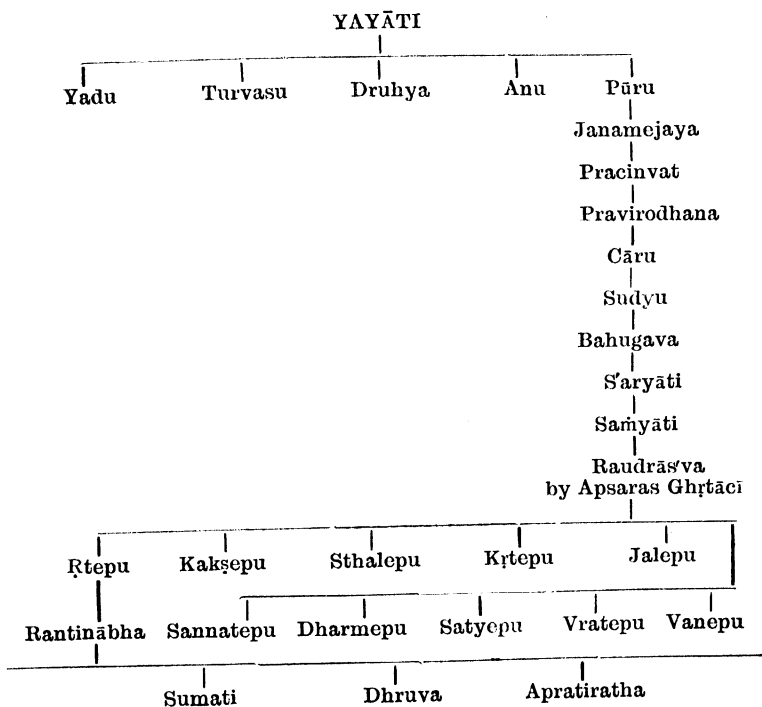 YAYĀTI
Yadu Turvasu Druhya Anu Pūru
Janamejaya
Pracinvat
Pravirodhana
Cāru
Sudyu
Bahugava
S'aryāti
Saṁyāti
Raudrās'va
by Apsaras Ghṛtācī
Ṛtepu Kakṣepu Sthalepu Kṛtepu Jalepu
Rantinābha Sannatepu Dharmepu Satyepu Vratepu Vanepu
Sumati Dhruva Apratiratha